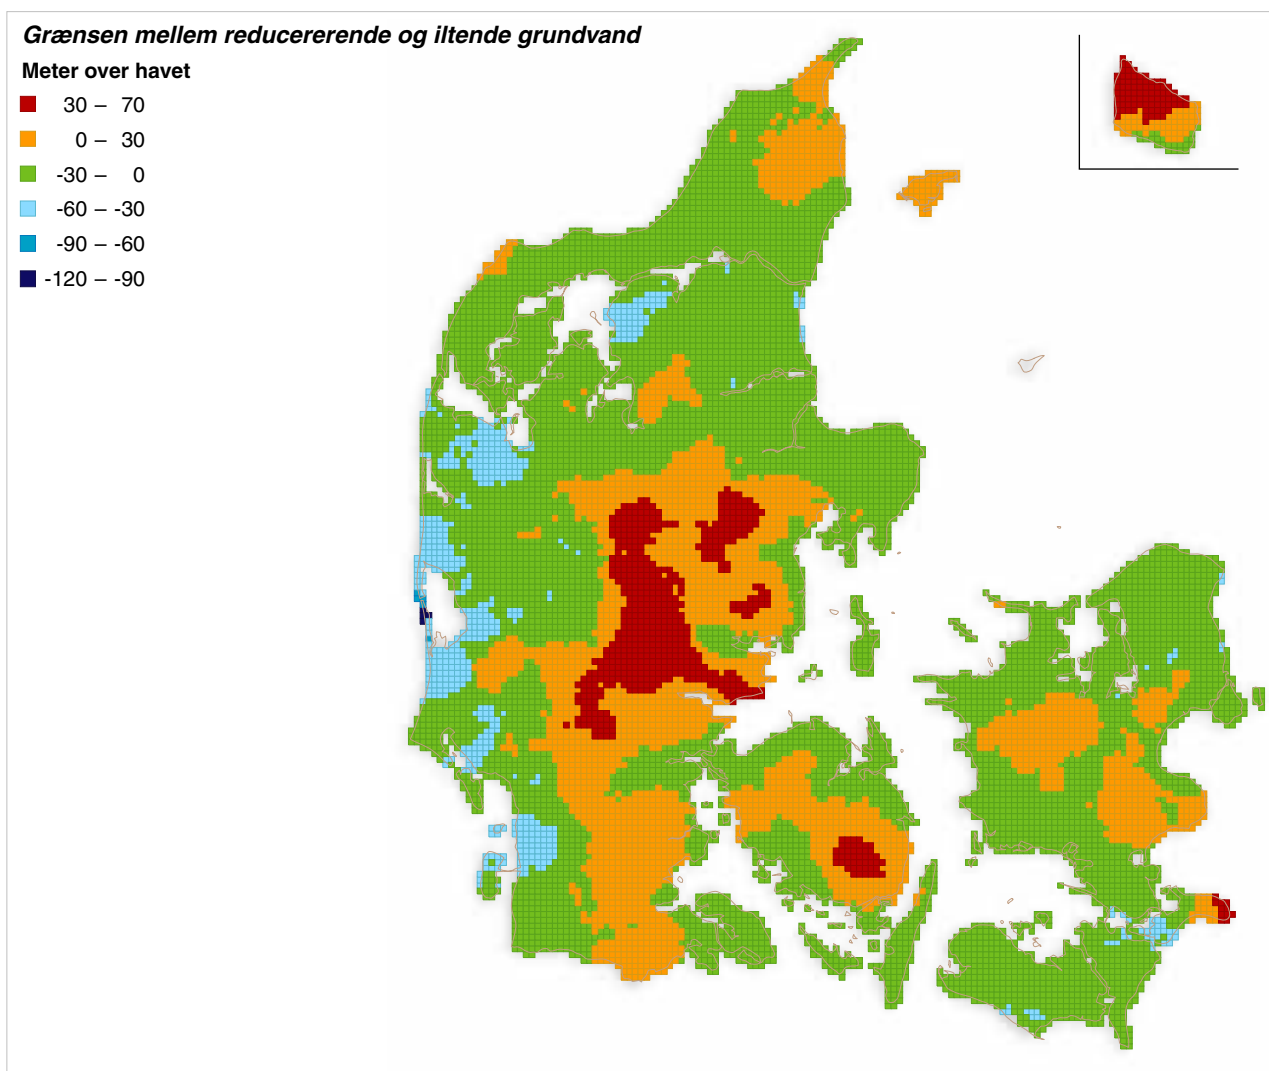 Grænsen mellem reducererende og iltende grundvand
Meter over havet
30 – 70
0 – 30
-30 – 0
-60 – -30
-90 – -60
-120 – -90